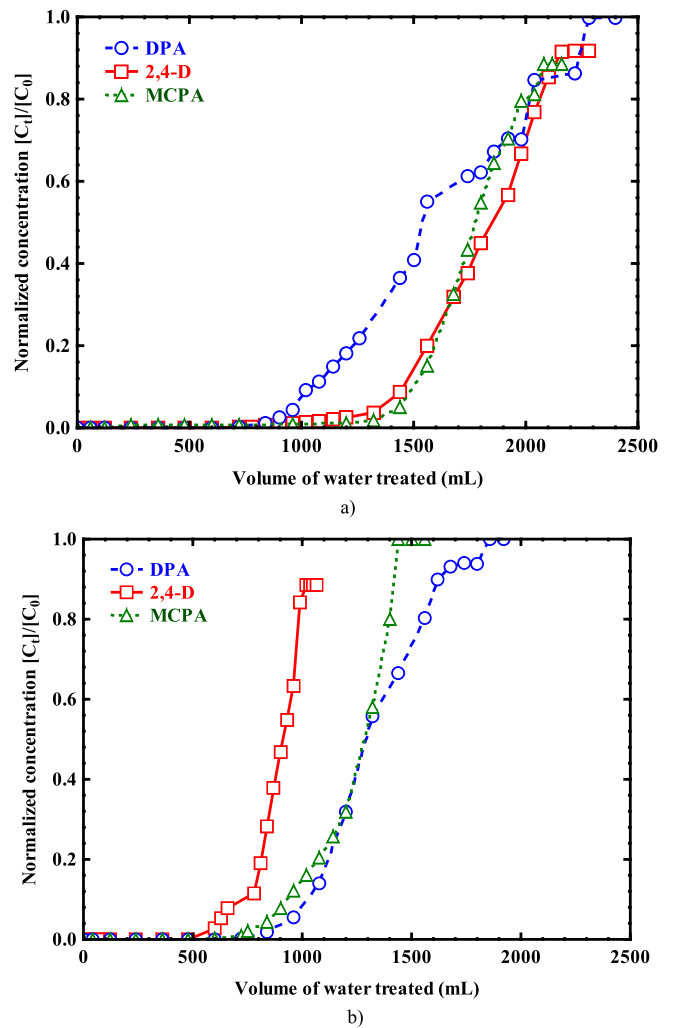 1.0
0.8
0.6
0.4
0.2
0.0
Normalized concentration [Cₜ]/[C₀]
DPA
2,4-D
MCPA
0 500 1000 1500 2000 2500
Volume of water treated (mL)
a)
1.0
0.8
0.6
0.4
0.2
0.0
Normalized concentration [Cₜ]/[C₀]
DPA
2,4-D
MCPA
0 500 1000 1500 2000 2500
Volume of water treated (mL)
b)